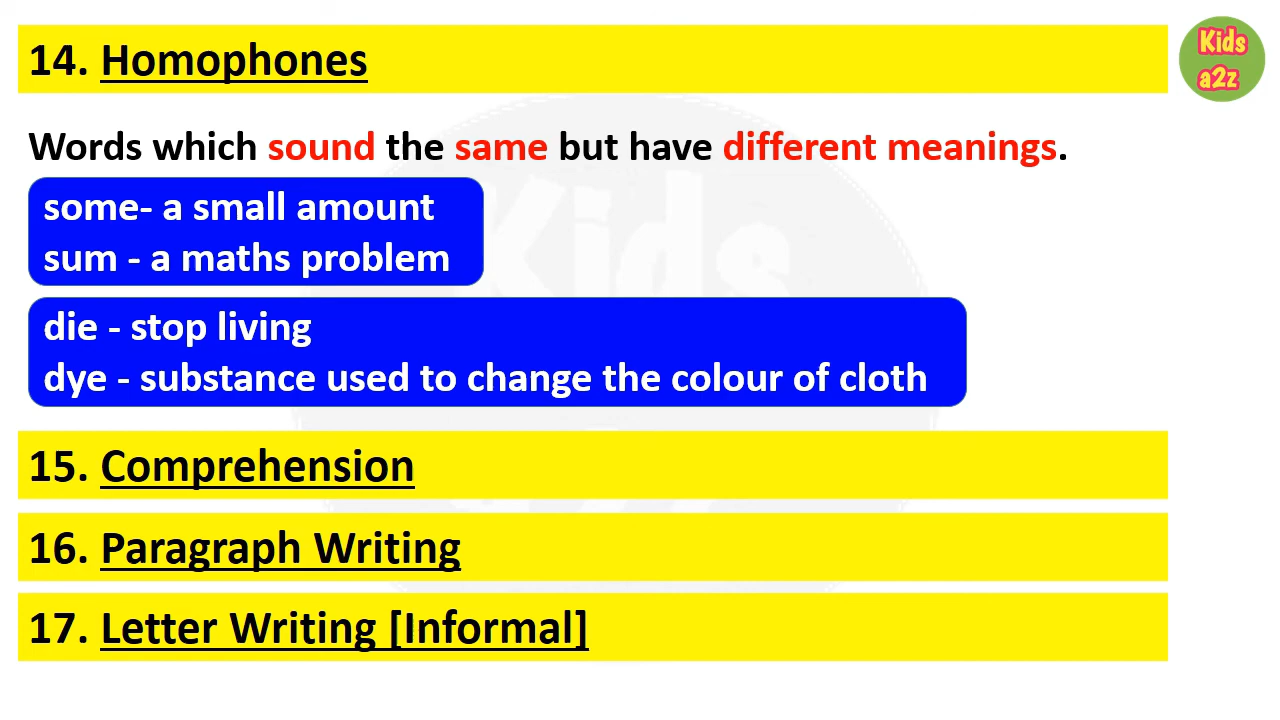 14. Homophones
Kids
a2z
Words which sound the same but have different meanings.
some- a small amount
sum - a maths problem
die - stop living
dye - substance used to change the colour of cloth
15. Comprehension
16. Paragraph Writing
17. Letter Writing [Informal]
Kids